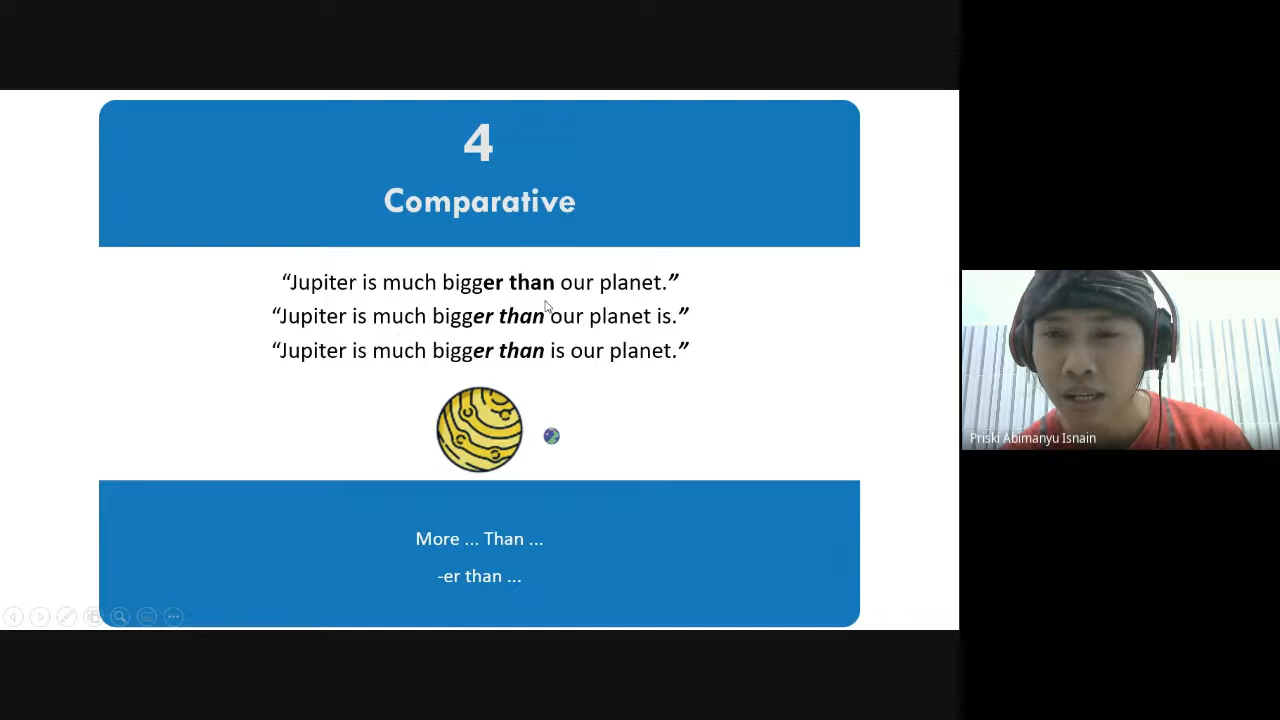 4
Comparative
“Jupiter is much bigger than our planet.”
“Jupiter is much bigger than our planet is.”
“Jupiter is much bigger than is our planet.”
More ... Than ...
-er than ...
Priski Abimanyu Isnain